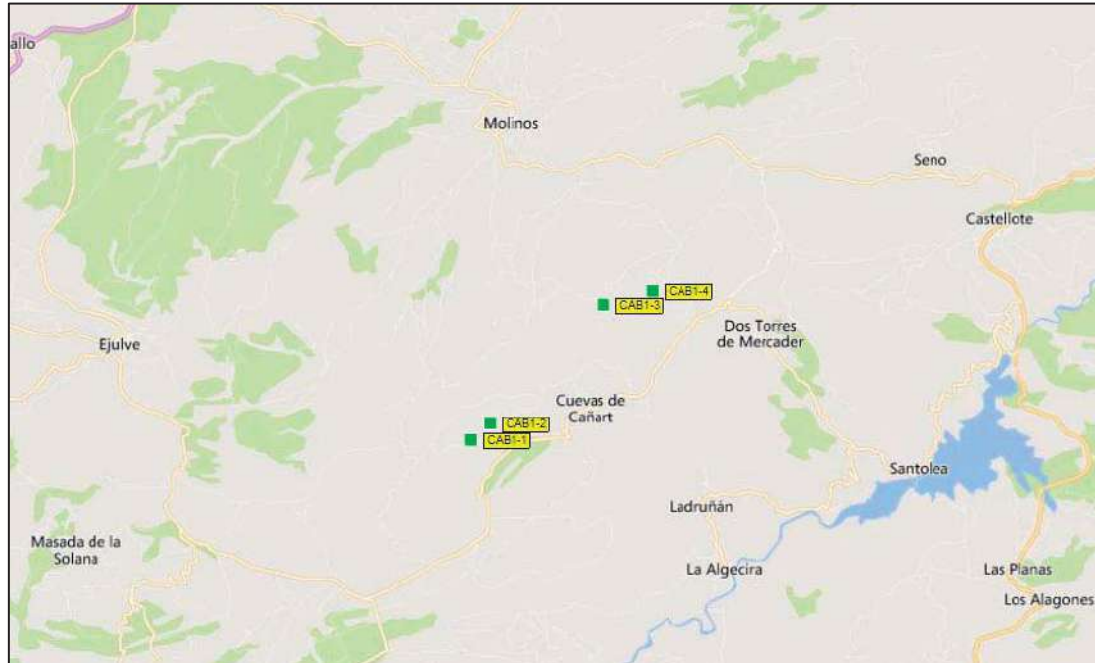 allo
Molinos
Seno
Castellote
CAB1-4
CAB1-3
Dos Torres
de Mercader
Ejulve
Cuevas de
Cañart
CAB1-2
CAB1-1
Santolea
Ladruñán
Masada de la
Solana
La Algecira
Las Planas
Los Alagones